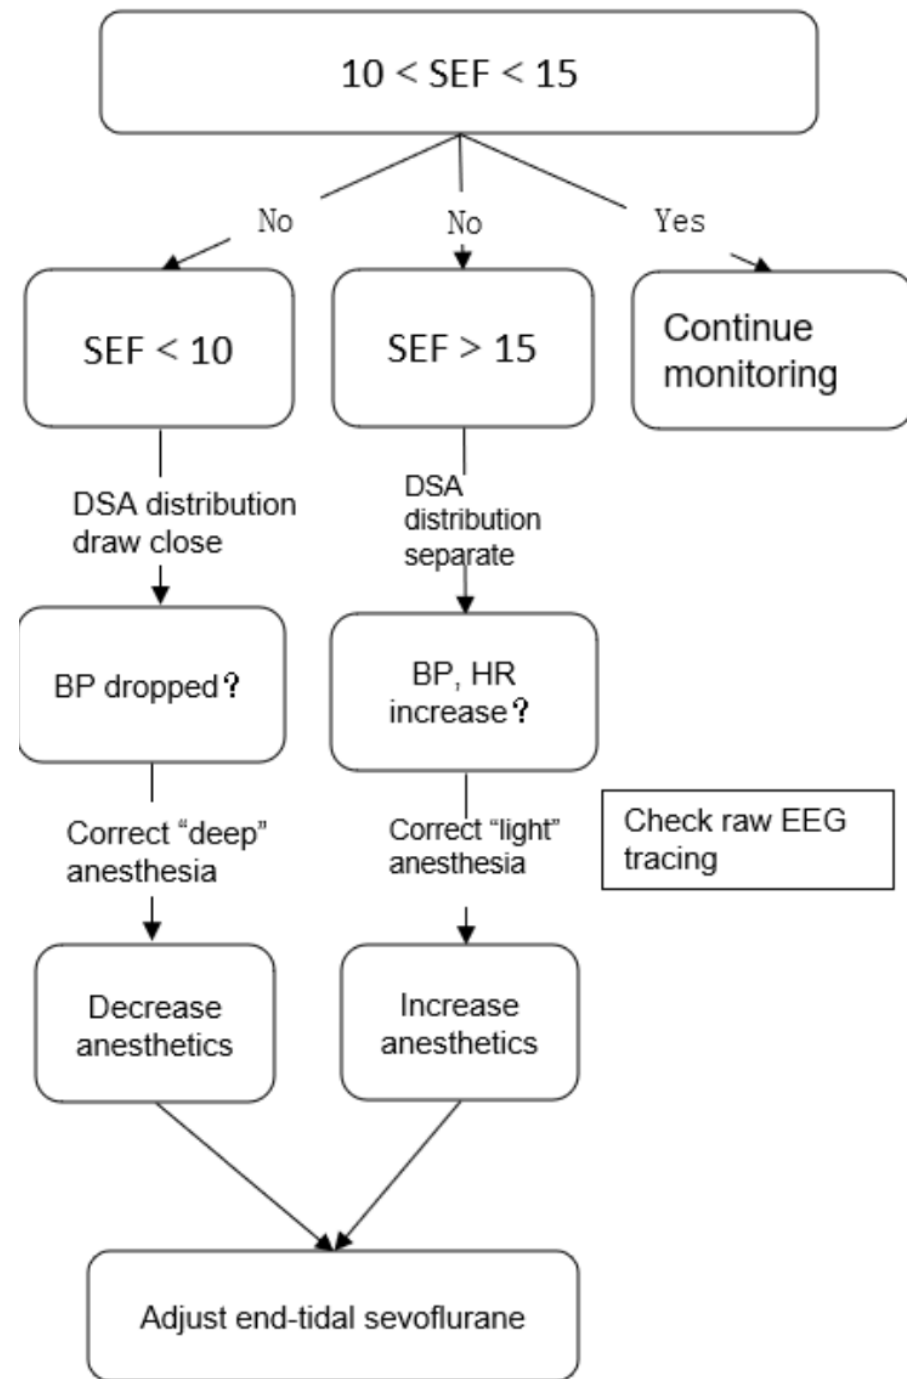 10 < SEF < 15
No
No
Yes
SEF < 10
SEF > 15
Continue
monitoring
DSA distribution
draw close
DSA
distribution
separate
BP dropped?
BP, HR
increase?
Correct “deep”
anesthesia
Correct “light”
anesthesia
Check raw EEG
tracing
Decrease
anesthetics
Increase
anesthetics
Adjust end-tidal sevoflurane